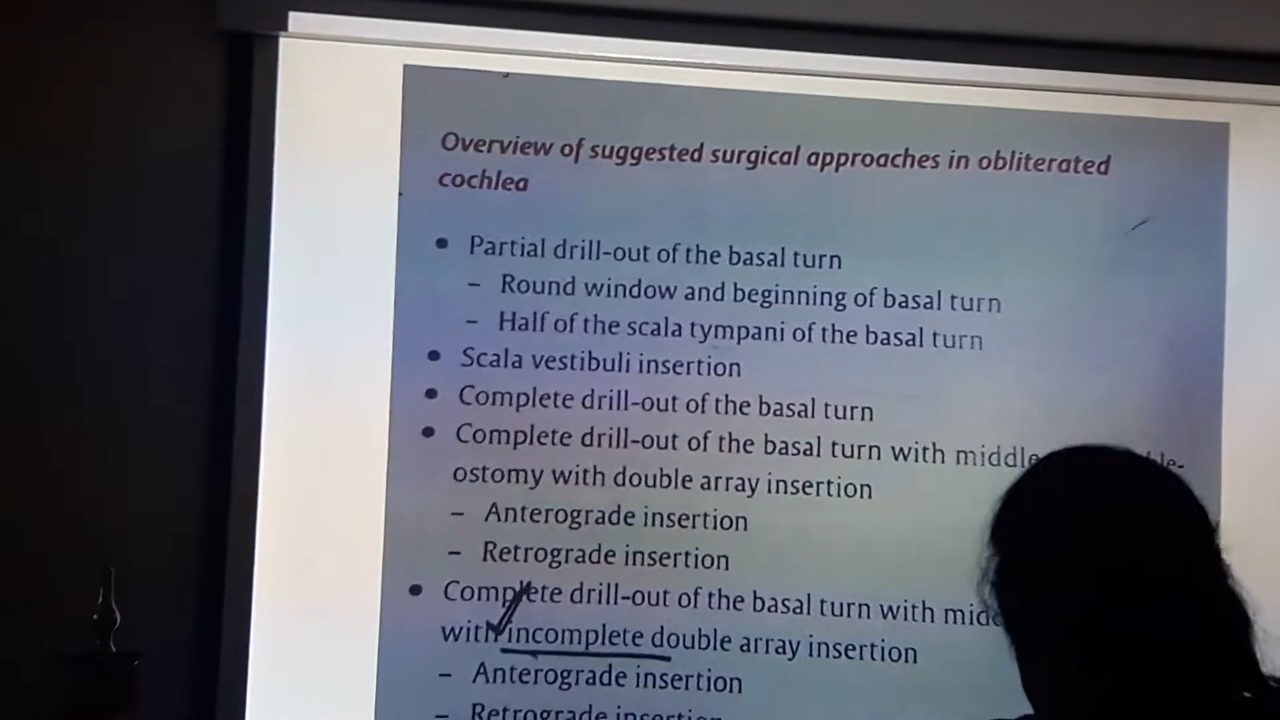 Overview of suggested surgical approaches in obliterated
cochlea
• Partial drill-out of the basal turn
– Round window and beginning of basal turn
– Half of the scala tympani of the basal turn
• Scala vestibuli insertion
• Complete drill-out of the basal turn
• Complete drill-out of the basal turn with middle
ostomy with double array insertion
– Anterograde insertion
– Retrograde insertion
• Complete drill-out of the basal turn with
with incomplete double array insertion
– Anterograde insertion
– Retrograde insertion